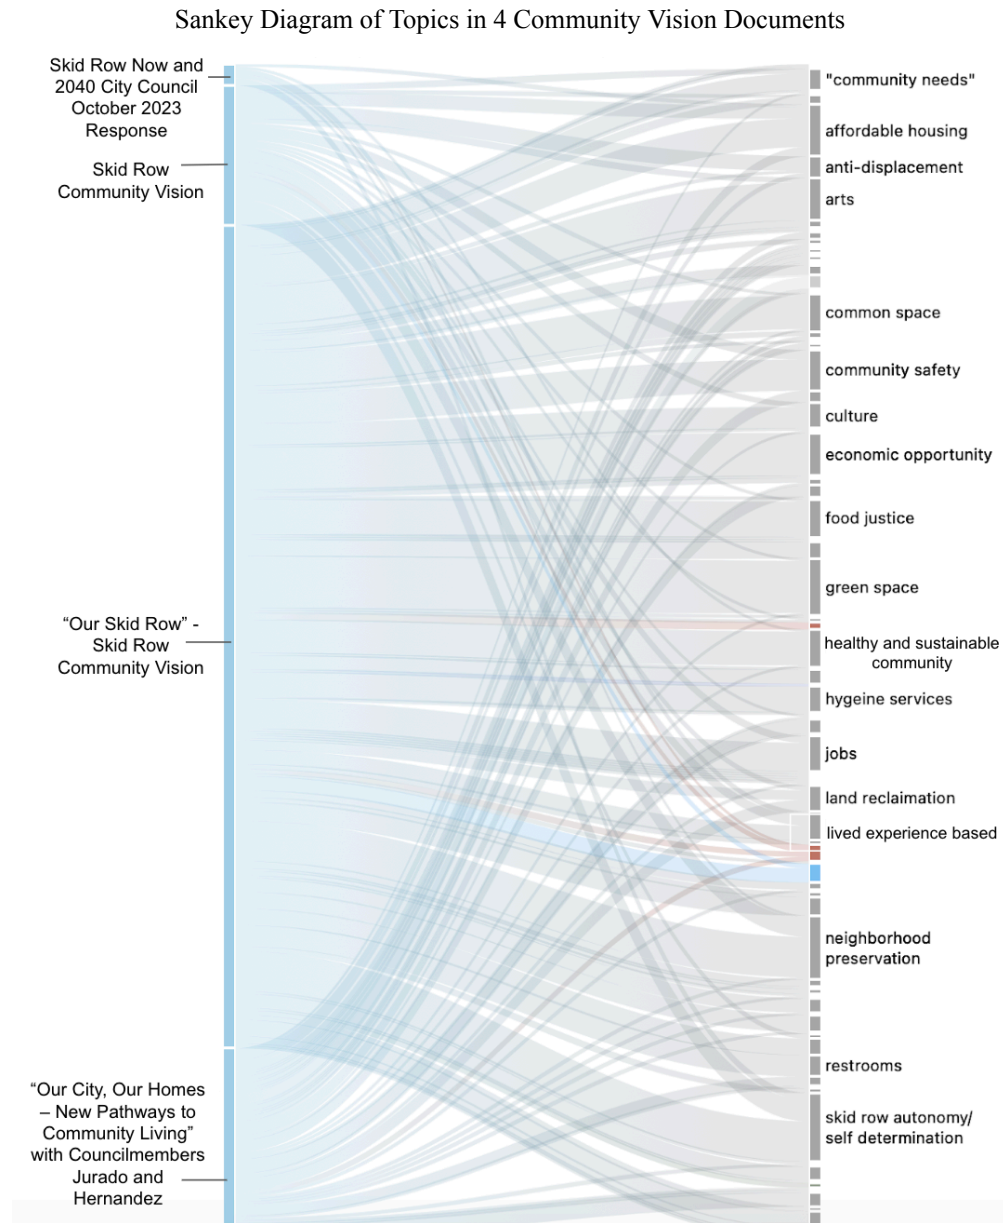 Sankey Diagram of Topics in 4 Community Vision Documents
Skid Row Now and
2040 City Council
October 2023
Response
Skid Row
Community Vision
“Our Skid Row” -
Skid Row
Community Vision
“Our City, Our Homes
– New Pathways to
Community Living”
with Councilmembers
Jurado and
Hernandez
"community needs"
affordable housing
anti-displacement
arts
common space
community safety
culture
economic opportunity
food justice
green space
healthy and sustainable
community
hygeine services
jobs
land reclaimation
lived experience based
neighborhood
preservation
restrooms
skid row autonomy/
self determination